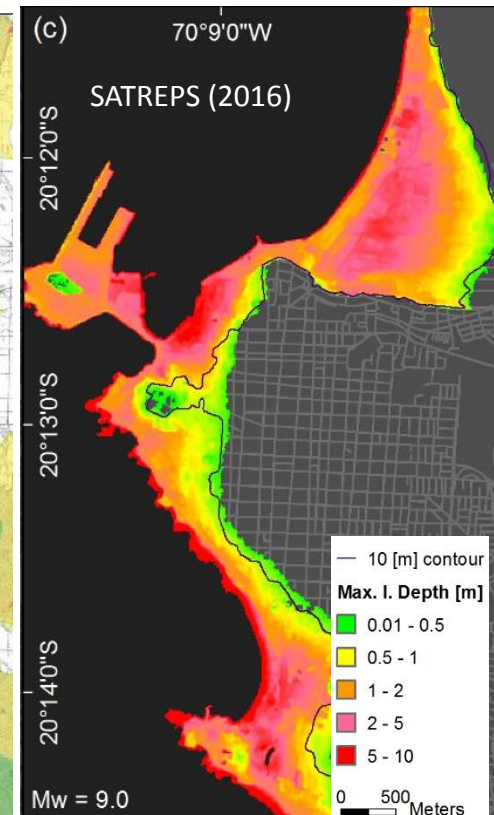 (c)
70°9'0"W
SATREPS (2016)
20°12'0"S
20°13'0"S
20°14'0"S
10 [m] contour
Max. I. Depth [m]
0.01 - 0.5
0.5 - 1
1 - 2
2 - 5
5 - 10
0 500
Meters
Mw = 9.0